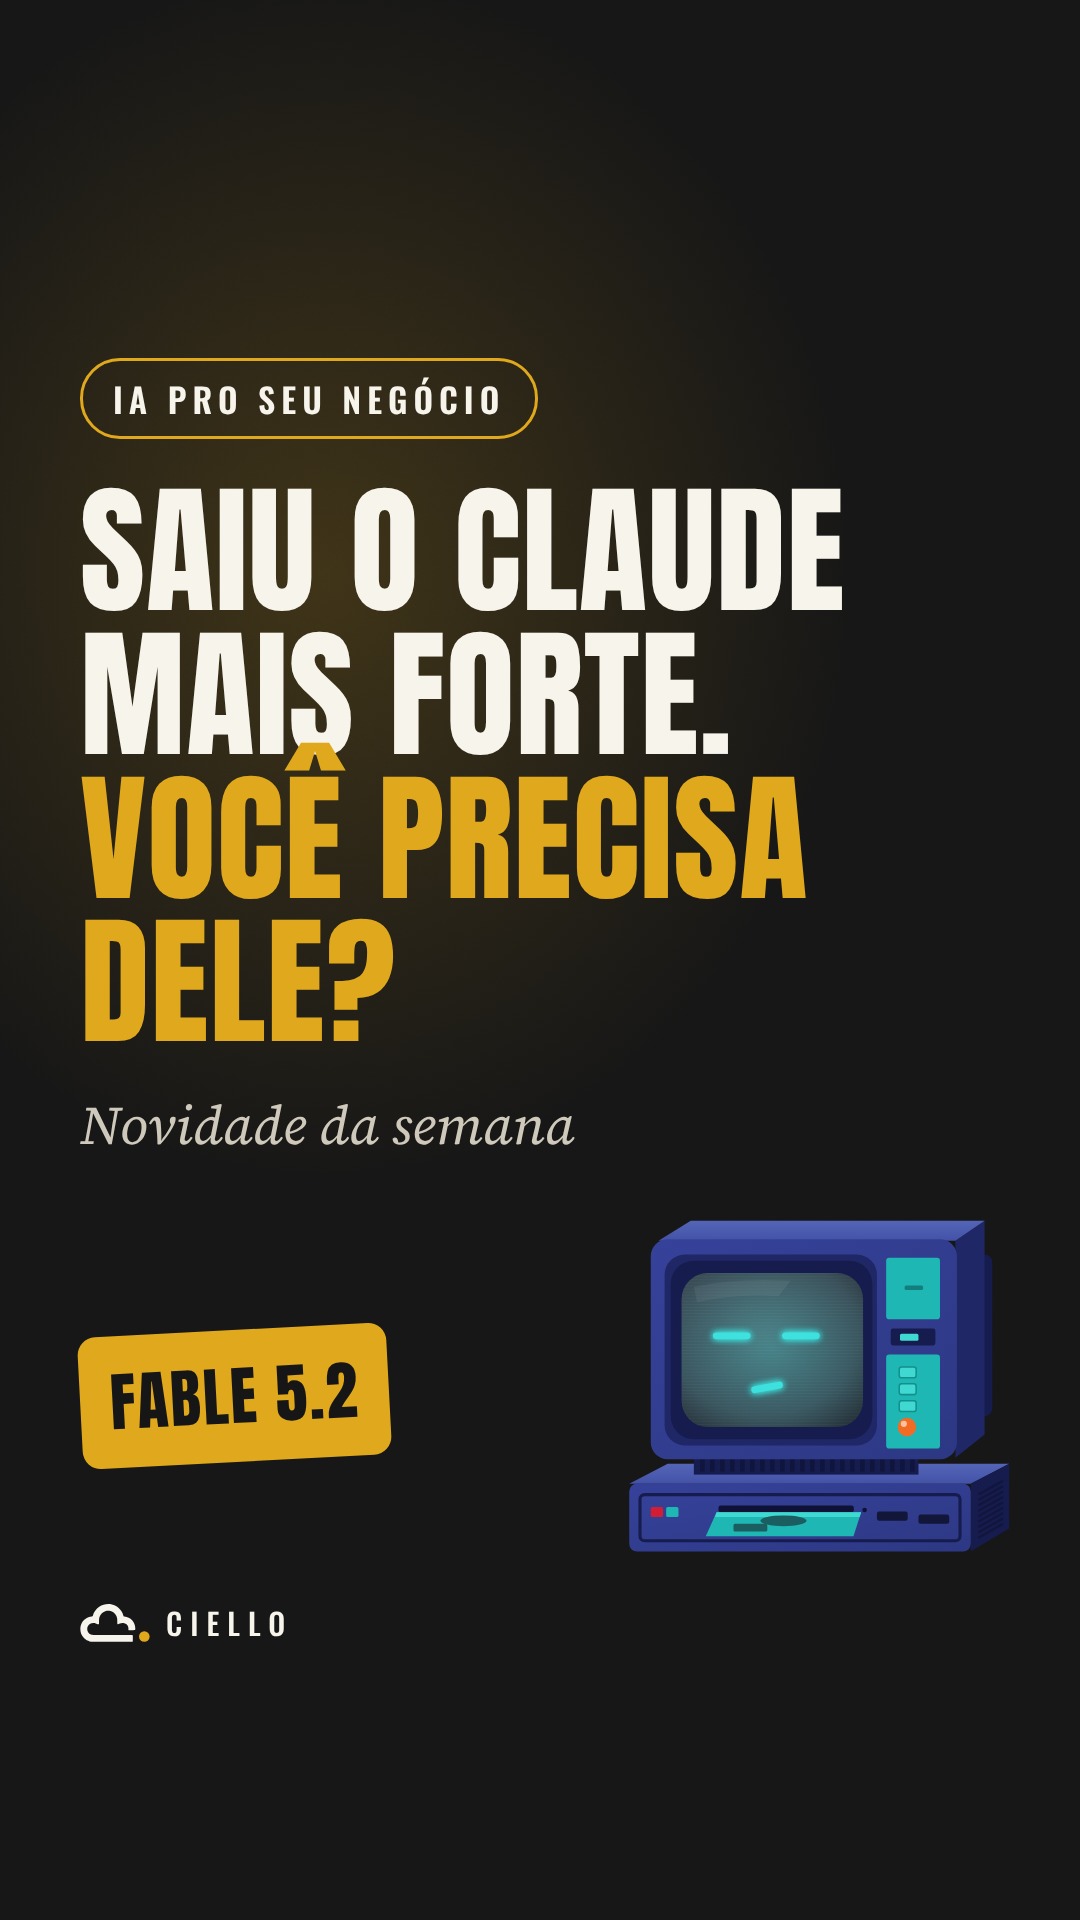 IA PRO SEU NEGÓCIO
SAIU O CLAUDE
MAIS FORTE.
VOCÊ PRECISA
DELE?
Novidade da semana
FABLE 5.2
CIELLO